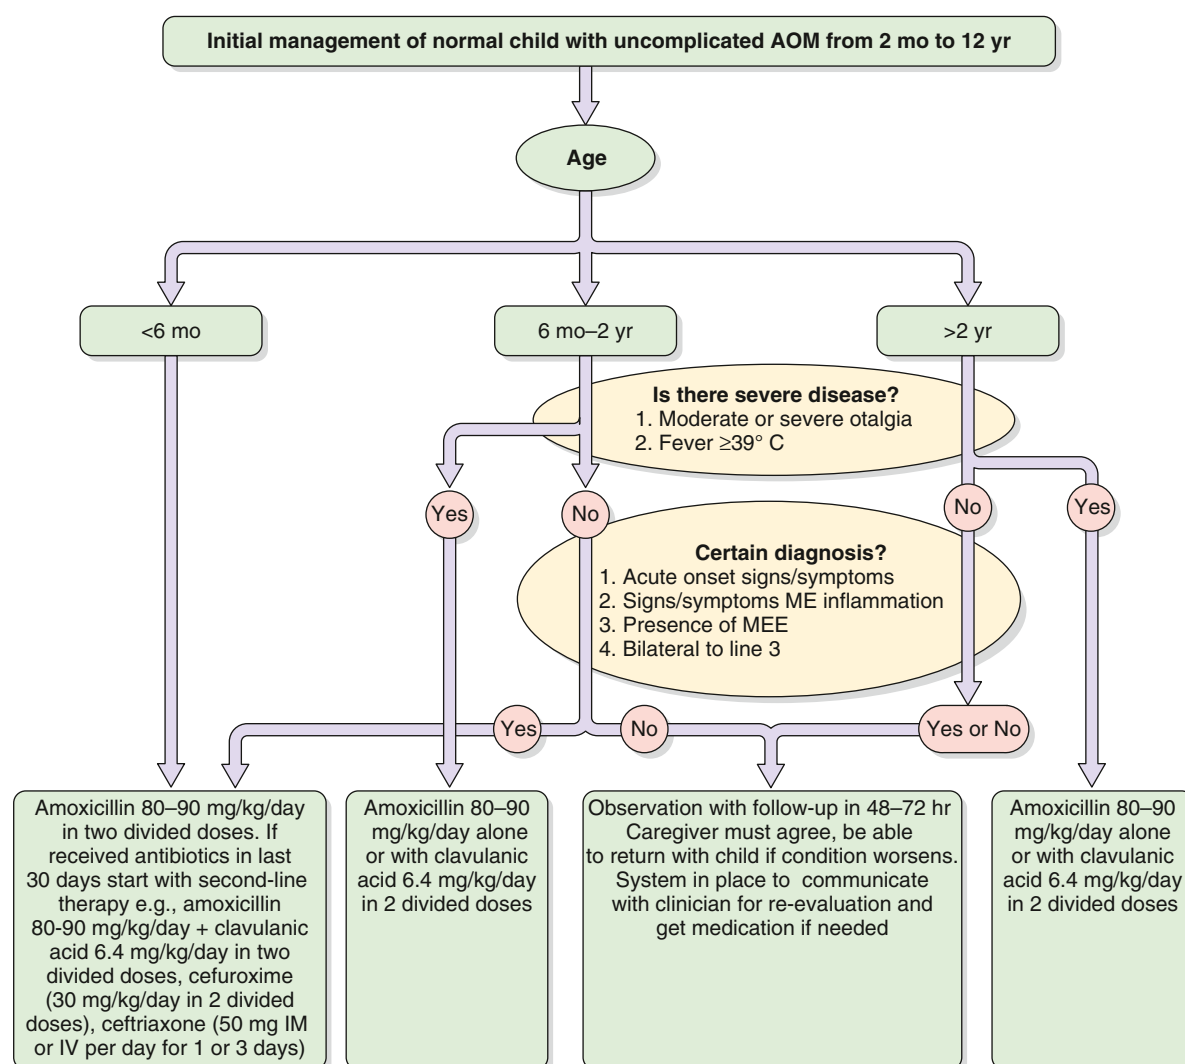 Initial management of normal child with uncomplicated AOM from 2 mo to 12 yr
Age
<6 mo
6 mo–2 yr
>2 yr
Is there severe disease?
1. Moderate or severe otalgia
2. Fever ≥39° C
Yes
No
No
Yes
Certain diagnosis?
1. Acute onset signs/symptoms
2. Signs/symptoms ME inflammation
3. Presence of MEE
4. Bilateral to line 3
Yes
No
Yes or No
Amoxicillin 80–90 mg/kg/day
in two divided doses. If
received antibiotics in last
30 days start with second-line
therapy e.g., amoxicillin
80-90 mg/kg/day + clavulanic
acid 6.4 mg/kg/day in two
divided doses, cefuroxime
(30 mg/kg/day in 2 divided
doses), ceftriaxone (50 mg IM
or IV per day for 1 or 3 days)
Amoxicillin 80–90
mg/kg/day alone
or with clavulanic
acid 6.4 mg/kg/day
in 2 divided doses
Observation with follow-up in 48–72 hr
Caregiver must agree, be able
to return with child if condition worsens.
System in place to communicate
with clinician for re-evaluation and
get medication if needed
Amoxicillin 80–90
mg/kg/day alone
or with clavulanic
acid 6.4 mg/kg/day
in 2 divided doses